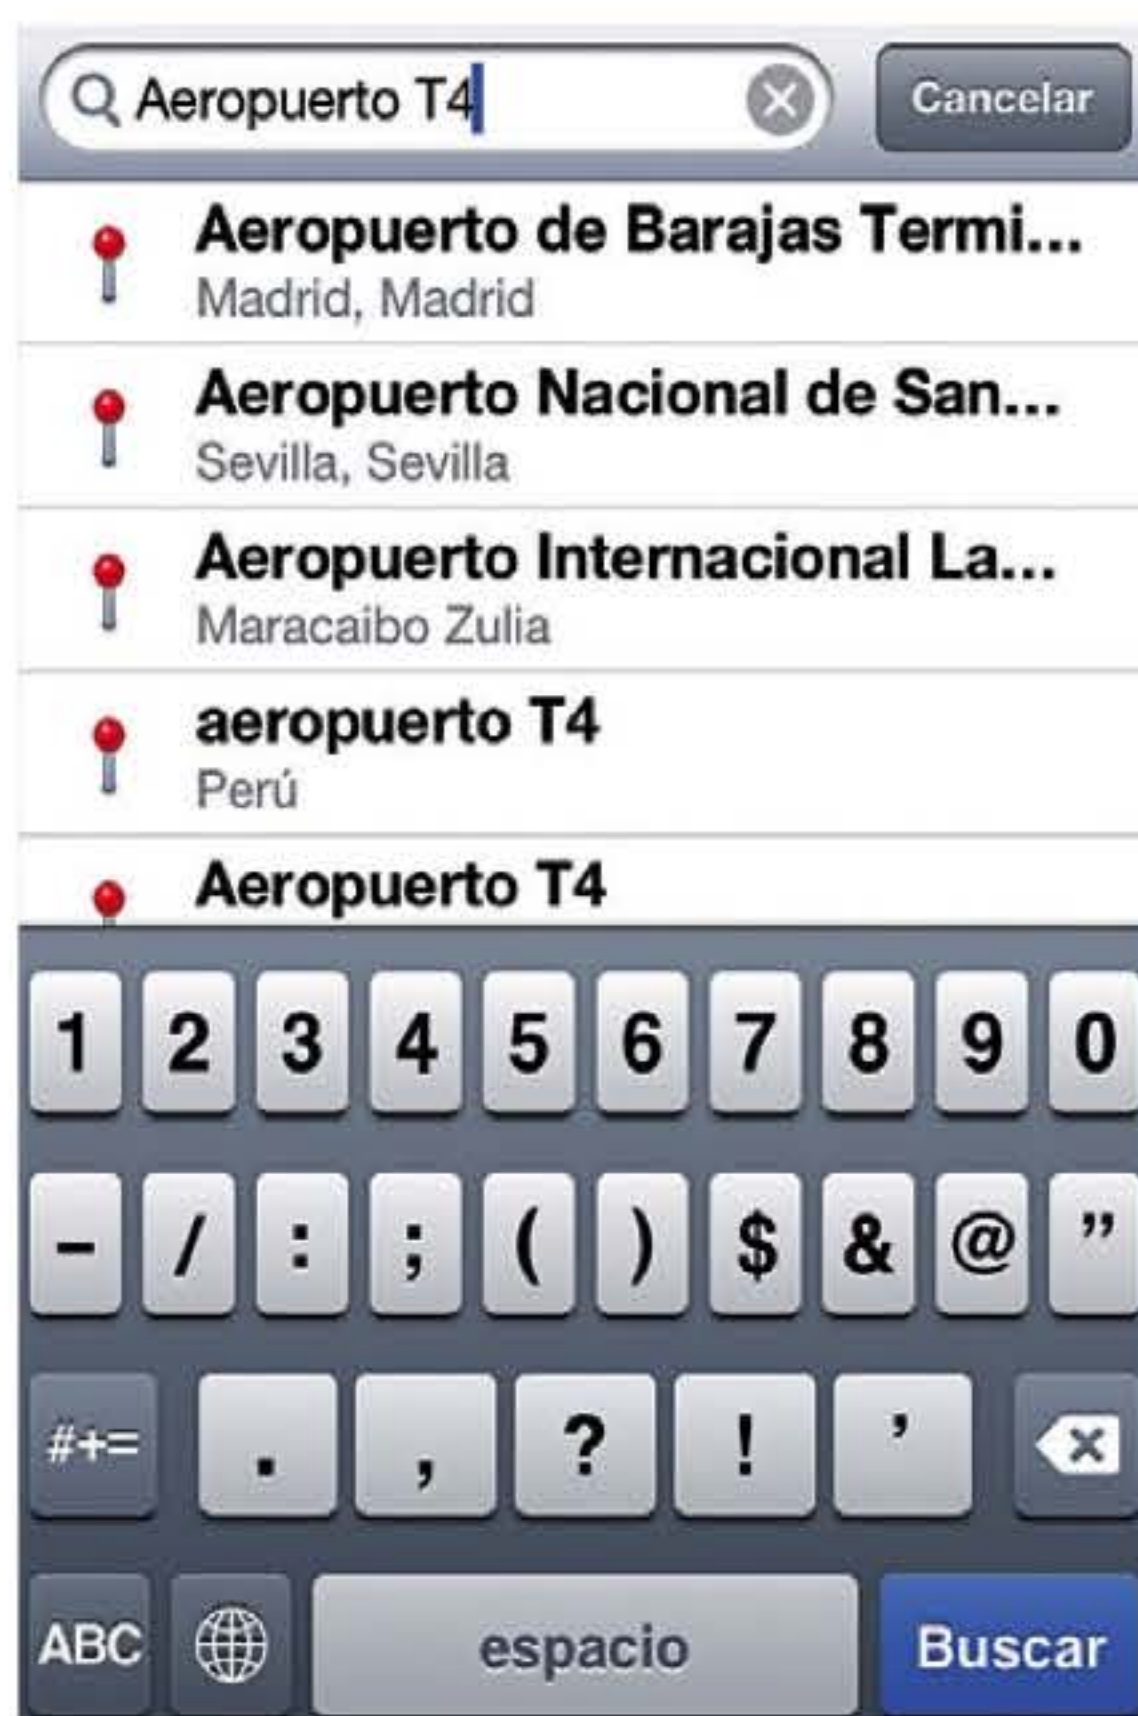 Aeropuerto T4
Cancelar
Aeropuerto de Barajas Termi...
Madrid, Madrid
Aeropuerto Nacional de San...
Sevilla, Sevilla
Aeropuerto Internacional La...
Maracaibo Zulia
aeropuerto T4
Perú
Aeropuerto T4
1 2 3 4 5 6 7 8 9 0
- / : ; ( ) $ & @ ”
#+= . , ? ! ’
ABC espacio Buscar